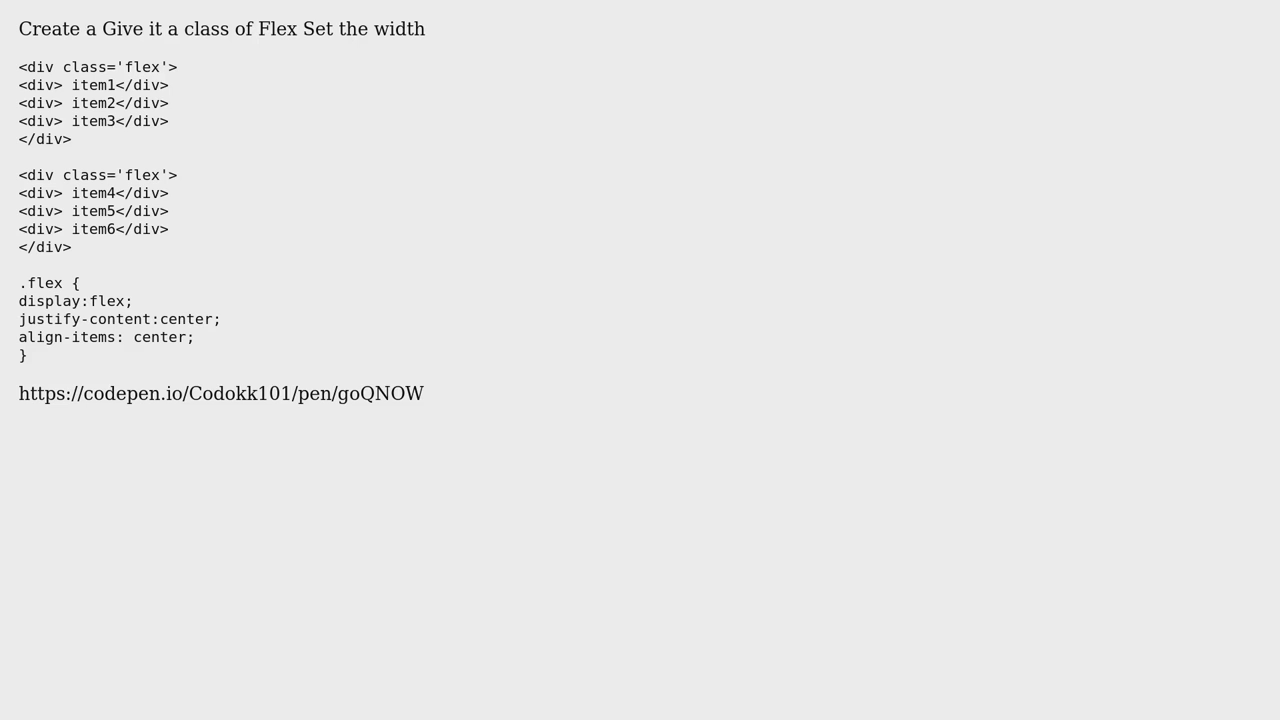 Create a Give it a class of Flex Set the width
<div class='flex'>
<div> item1</div>
<div> item2</div>
<div> item3</div>
</div>
<div class='flex'>
<div> item4</div>
<div> item5</div>
<div> item6</div>
</div>
.flex {
display:flex;
justify-content:center;
align-items: center;
}
https://codepen.io/Codokk101/pen/goQNOW